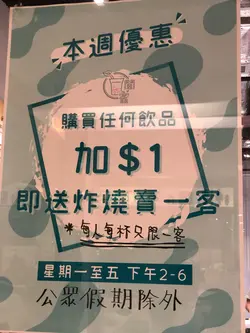 本週優惠
購買任何飲品
加$1
即送炸燒賣一客
*每人每杯只限一客
星期一至五 下午2-6
公眾假期除外